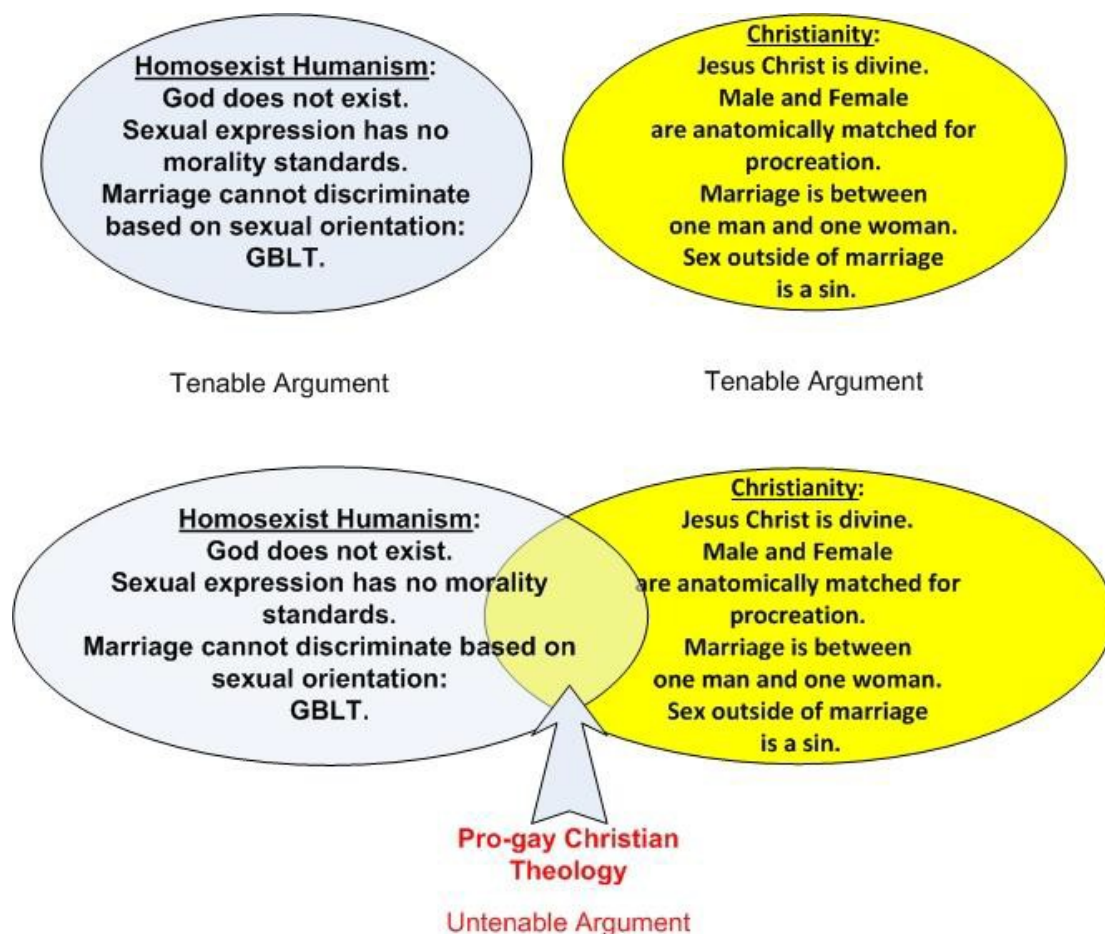 Homosexist Humanism:
God does not exist.
Sexual expression has no
morality standards.
Marriage cannot discriminate
based on sexual orientation:
GBLT.
Tenable Argument
Christianity:
Jesus Christ is divine.
Male and Female
are anatomically matched for
procreation.
Marriage is between
one man and one woman.
Sex outside of marriage
is a sin.
Tenable Argument
Homosexist Humanism:
God does not exist.
Sexual expression has no morality
standards.
Marriage cannot discriminate based on
sexual orientation:
GBLT.
Christianity:
Jesus Christ is divine.
Male and Female
are anatomically matched for
procreation.
Marriage is between
one man and one woman.
Sex outside of marriage
is a sin.
Pro-gay Christian
Theology
Untenable Argument